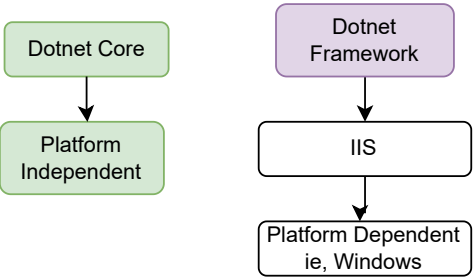 Dotnet Core
Platform
Independent
Dotnet
Framework
IIS
Platform Dependent
ie, Windows